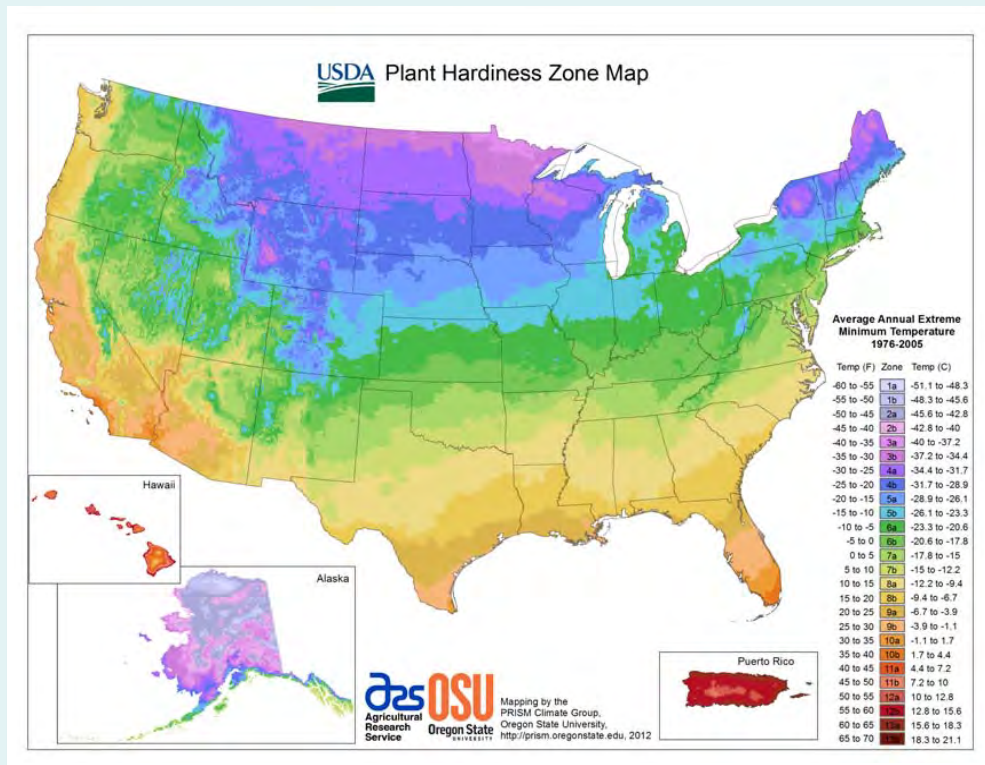 USDA Plant Hardiness Zone Map
Average Annual Extreme
Minimum Temperature
1976-2005
Temp (F) Zone Temp (C)
-60 to -55 1a -51.1 to -48.3
-55 to -50 1b -48.3 to -45.6
-50 to -45 2a -45.6 to -42.8
-45 to -40 2b -42.8 to -40
-40 to -35 3a -40 to -37.2
-35 to -30 3b -37.2 to -34.4
-30 to -25 4a -34.4 to -31.7
-25 to -20 4b -31.7 to -28.9
-20 to -15 5a -28.9 to -26.1
-15 to -10 5b -26.1 to -23.3
-10 to -5 6a -23.3 to -20.6
-5 to 0 6b -20.6 to -17.8
0 to 5 7a -17.8 to -15
5 to 10 7b -15 to -12.2
10 to 15 8a -12.2 to -9.4
15 to 20 8b -9.4 to -6.7
20 to 25 9a -6.7 to -3.9
25 to 30 9b -3.9 to -1.1
30 to 35 10a -1.1 to 1.7
35 to 40 10b 1.7 to 4.4
40 to 45 11a 4.4 to 7.2
45 to 50 11b 7.2 to 10
50 to 55 12a 10 to 12.8
55 to 60 12b 12.8 to 15.6
60 to 65 13a 15.6 to 18.3
65 to 70 13b 18.3 to 21.1
Hawaii
Alaska
Puerto Rico
ars
Agricultural
Research
Service
OSU
Oregon State
UNIVERSITY
Mapping by the
PRISM Climate Group,
Oregon State University,
http://prism.oregonstate.edu, 2012